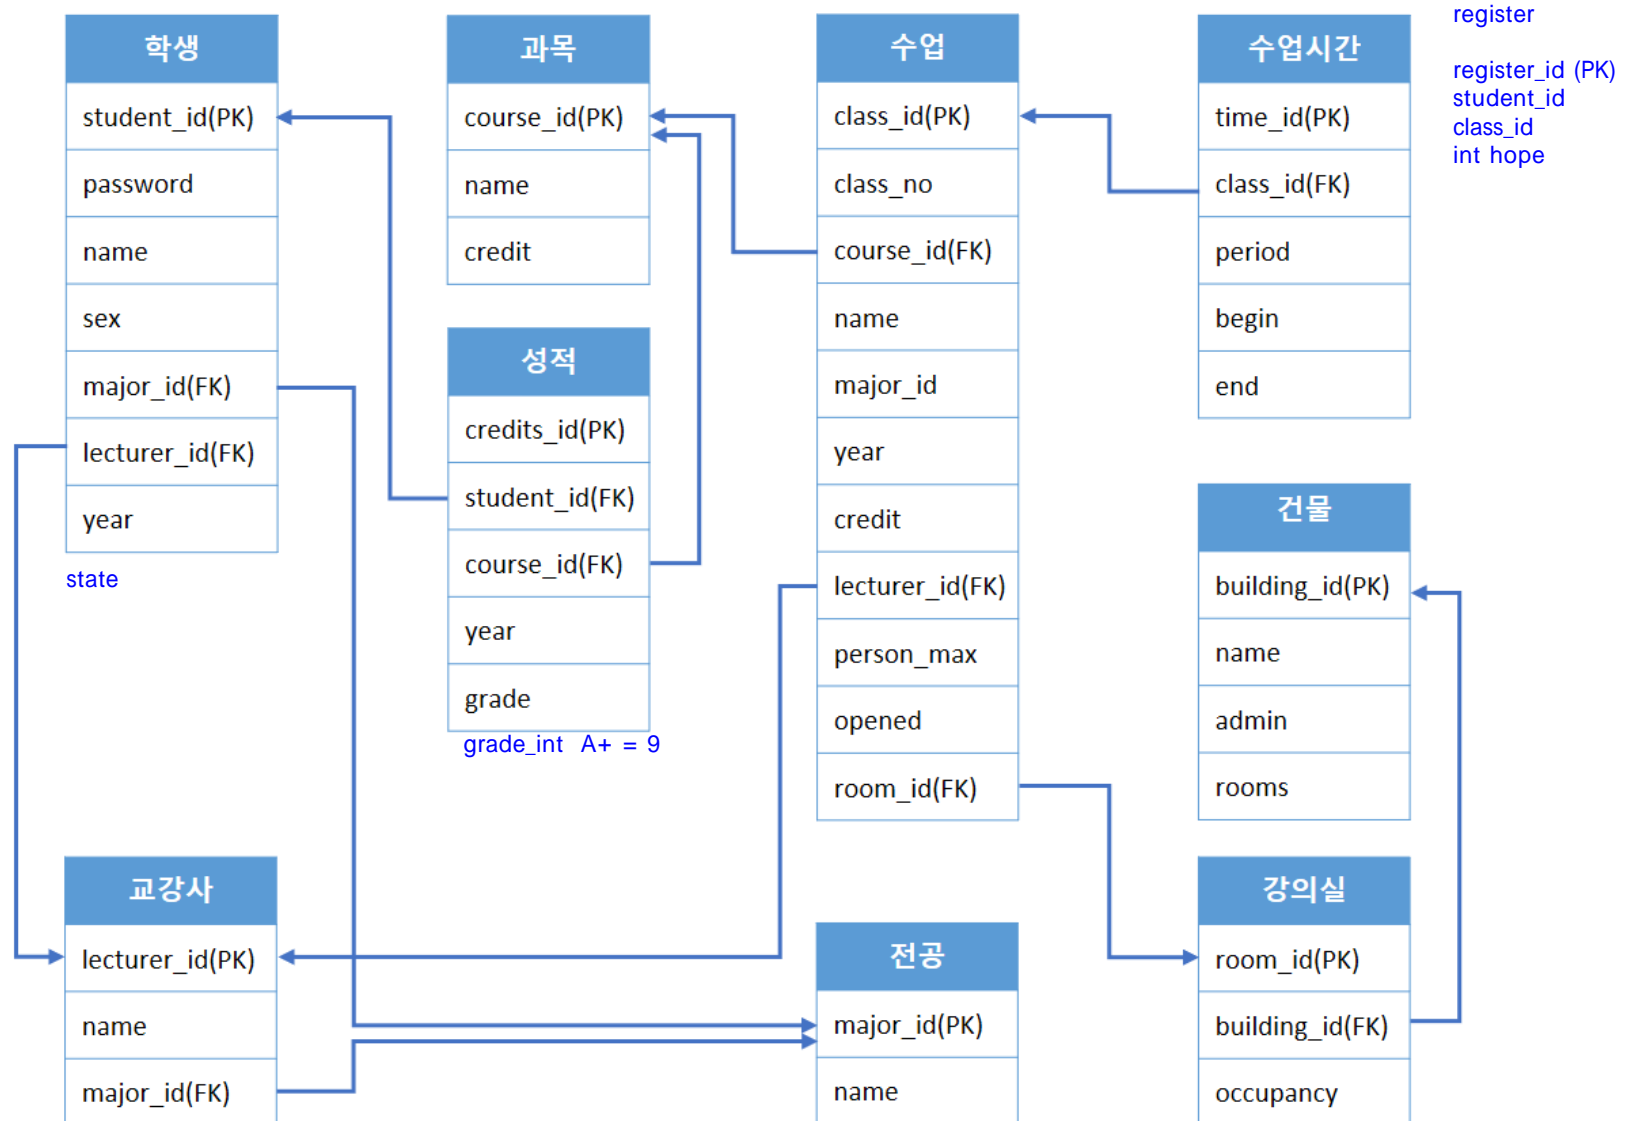 학생
student_id(PK)
password
name
sex
major_id(FK)
lecturer_id(FK)
year
state
과목
course_id(PK)
name
credit
성적
credits_id(PK)
student_id(FK)
course_id(FK)
year
grade
grade_int A+ = 9
수업
class_id(PK)
class_no
course_id(FK)
name
major_id
year
credit
lecturer_id(FK)
person_max
opened
room_id(FK)
수업시간
time_id(PK)
class_id(FK)
period
begin
end
register
register_id (PK)
student_id
class_id
int hope
건물
building_id(PK)
name
admin
rooms
교강사
lecturer_id(PK)
name
major_id(FK)
전공
major_id(PK)
name
강의실
room_id(PK)
building_id(FK)
occupancy